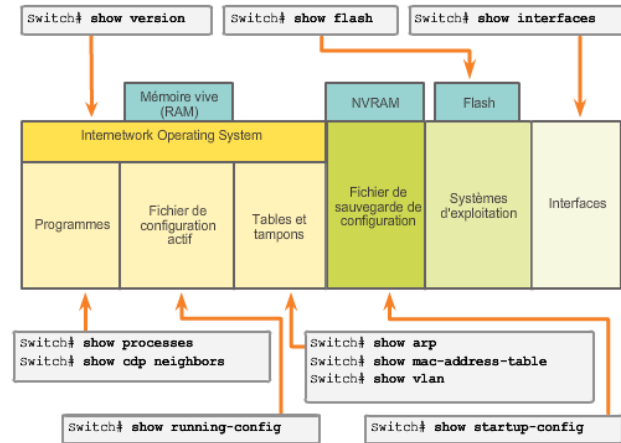 Switch# show version
Switch# show flash
Switch# show interfaces
Mémoire vive
(RAM)
NVRAM
Flash
Internetwork Operating System
Programmes
Fichier de
configuration
actif
Tables et
tampons
Fichier de
sauvegarde de
configuration
Systèmes
d'exploitation
Interfaces
Switch# show processes
Switch# show cdp neighbors
Switch# show arp
Switch# show mac-address-table
Switch# show vlan
Switch# show running-config
Switch# show startup-config